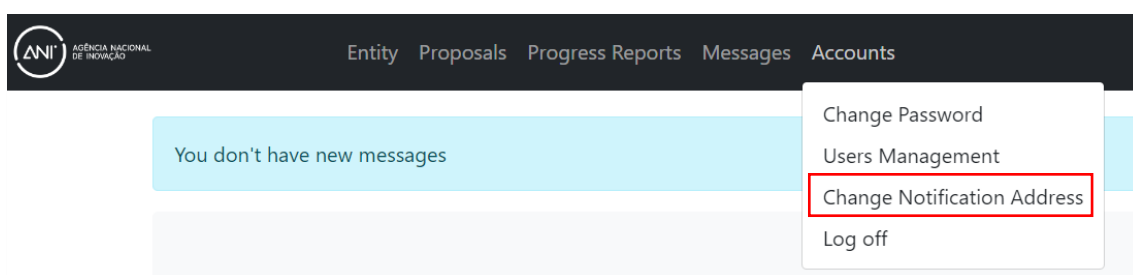 ANI
AGÊNCIA NACIONAL
DE INOVAÇÃO
Entity Proposals Progress Reports Messages Accounts
Change Password
You don't have new messages
Users Management
Change Notification Address
Log off